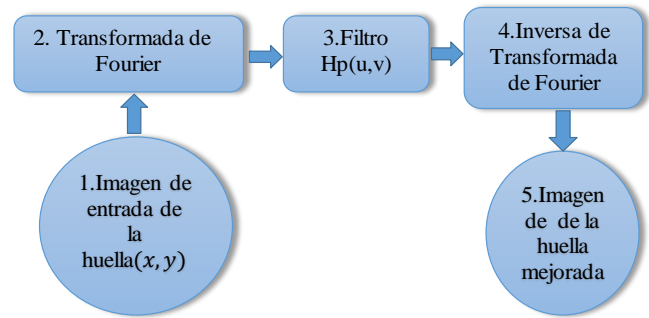 2. Transformada de
Fourier
3.Filtro
Hp(u,v)
4.Inversa de
Transformada
de Fourier
1.Imagen de
entrada de
la
huella(x, y)
5.Imagen
de de la
huella
mejorada